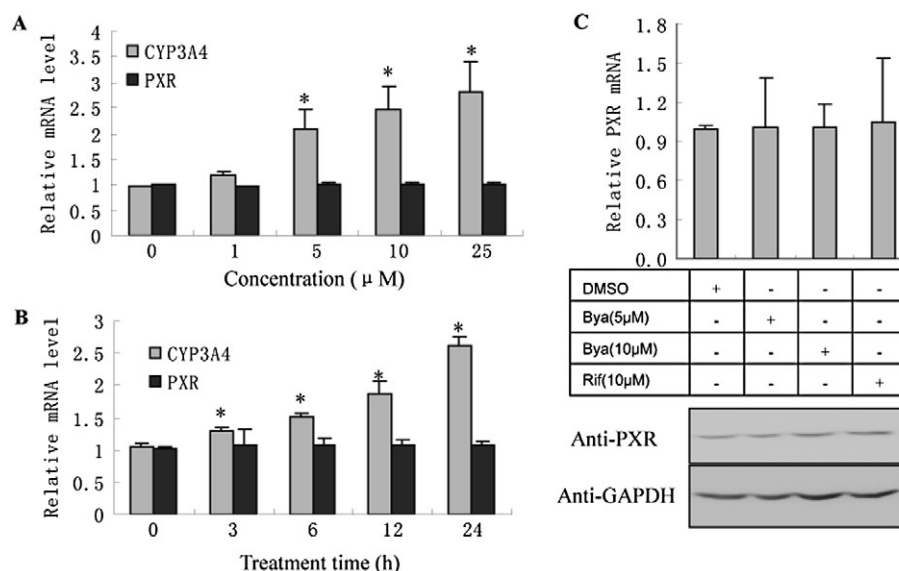 A
Relative mRNA level
4
3.5
3
2.5
2
1.5
1
0.5
0
CYP3A4
PXR
*
*
*
0 1 5 10 25
Concentration ( μ M)
B
Relative mRNA level
3
2.5
2
1.5
1
0.5
0
CYP3A4
PXR
*
*
*
*
0 3 6 12 24
Treatment time (h)
C
Relative PXR mRNA
1.8
1.5
1.2
0.9
0.6
0.3
0.0
DMSO + - - -
Bya(5μM) - + - -
Bya(10μM) - - + -
Rif(10μM) - - - +
Anti-PXR
Anti-GAPDH